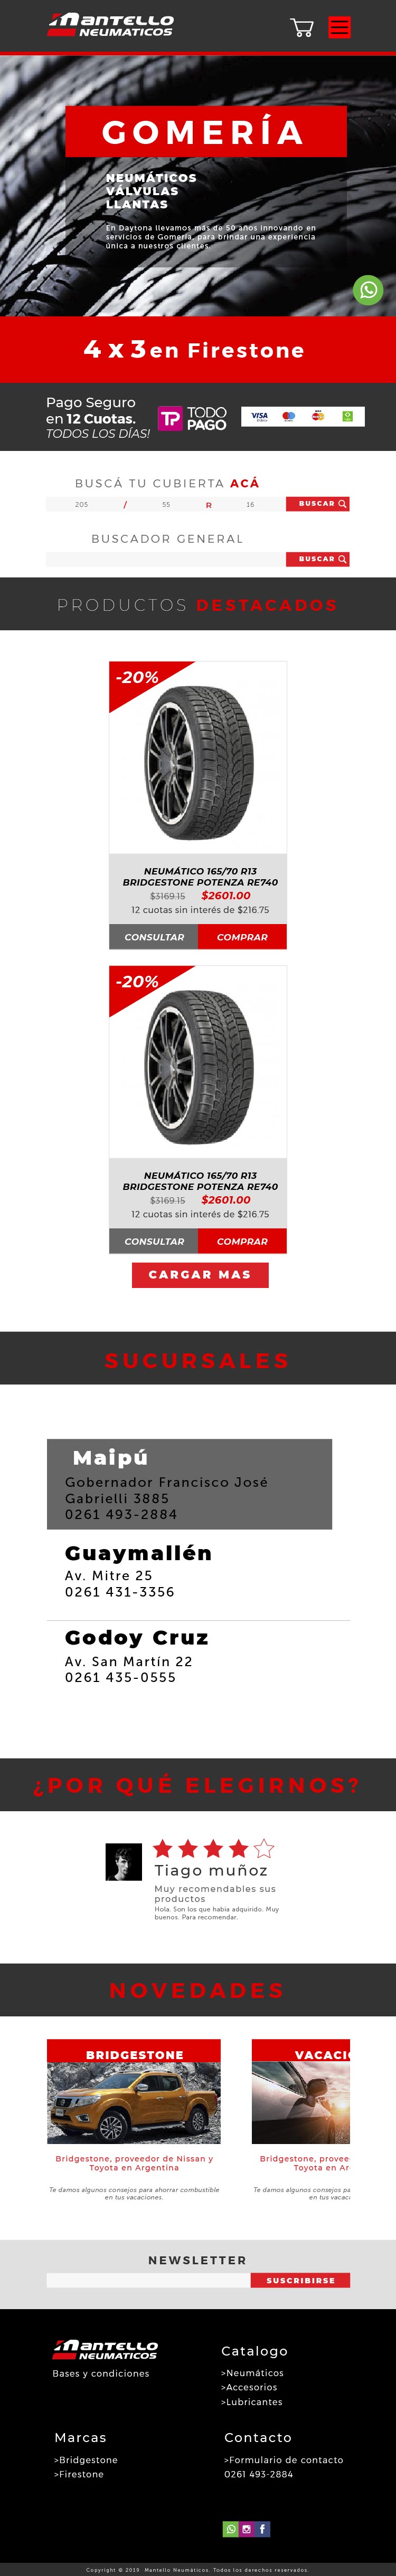 Mantello
NEUMATICOS
GOMERÍA
NEUMÁTICOS
VÁLVULAS
LLANTAS
En Daytona llevamos más de 50 años innovando en
servicios de Gomería, para brindar una experiencia
única a nuestros clientes.
4 x 3 en Firestone
Pago Seguro
en 12 Cuotas.
TODOS LOS DÍAS!
TP TODO
PAGO
VISA
BUSCÁ TU CUBIERTA ACÁ
205 / 55 R 16 BUSCAR
BUSCADOR GENERAL
BUSCAR
PRODUCTOS DESTACADOS
-20%
NEUMÁTICO 165/70 R13
BRIDGESTONE POTENZA RE740
$3169.15 $2601.00
12 cuotas sin interés de $216.75
CONSULTAR COMPRAR
-20%
NEUMÁTICO 165/70 R13
BRIDGESTONE POTENZA RE740
$3169.15 $2601.00
12 cuotas sin interés de $216.75
CONSULTAR COMPRAR
CARGAR MAS
SUCURSALES
Maipú
Gobernador Francisco José
Gabrielli 3885
0261 493-2884
Guaymallén
Av. Mitre 25
0261 431-3356
Godoy Cruz
Av. San Martín 22
0261 435-0555
¿POR QUÉ ELEGIRNOS?
Tiago muñoz
Muy recomendables sus
productos
Hola. Son los que habia adquirido. Muy
buenos. Para recomendar.
NOVEDADES
BRIDGESTONE
Bridgestone, proveedor de Nissan y
Toyota en Argentina
Te damos algunos consejos para ahorrar combustible
en tus vacaciones.
VACACI
Bridgestone, provee
Toyota en Ar
Te damos algunos consejos pa
en tus vacaci
NEWSLETTER
SUSCRIBIRSE
Mantello
NEUMATICOS
Bases y condiciones
Catalogo
>Neumáticos
>Accesorios
>Lubricantes
Marcas
>Bridgestone
>Firestone
Contacto
>Formulario de contacto
0261 493-2884
Copyright © 2019 Mantello Neumáticos. Todos los derechos reservados.